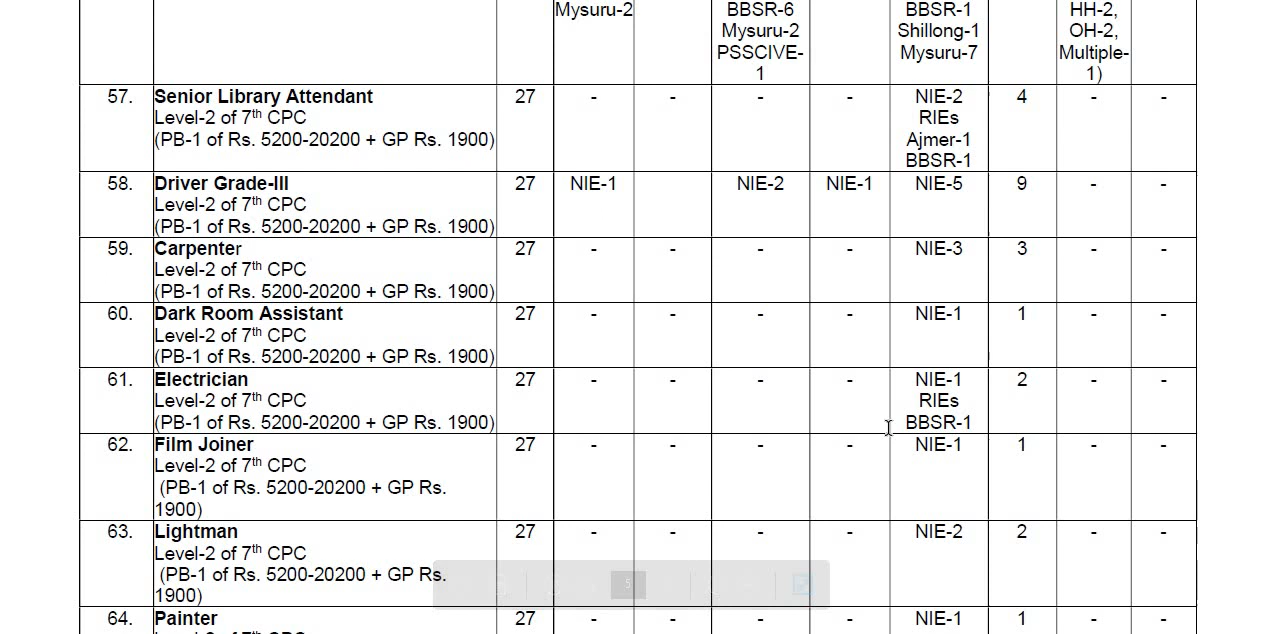 Mysuru-2 BBSR-6 BBSR-1 HH-2,
Mysuru-2 Shillong-1 OH-2,
PSSCIVE- Mysuru-7 Multiple-
1 1)
57. Senior Library Attendant 27 - - - - NIE-2 4 - -
Level-2 of 7th CPC RIEs
(PB-1 of Rs. 5200-20200 + GP Rs. 1900) Ajmer-1
BBSR-1
58. Driver Grade-III 27 NIE-1 NIE-2 NIE-1 NIE-5 9 - -
Level-2 of 7th CPC
(PB-1 of Rs. 5200-20200 + GP Rs. 1900)
59. Carpenter 27 - - - - NIE-3 3 - -
Level-2 of 7th CPC
(PB-1 of Rs. 5200-20200 + GP Rs. 1900)
60. Dark Room Assistant 27 - - - - NIE-1 1 - -
Level-2 of 7th CPC
(PB-1 of Rs. 5200-20200 + GP Rs. 1900)
61. Electrician 27 - - - - NIE-1 2 - -
Level-2 of 7th CPC RIEs
(PB-1 of Rs. 5200-20200 + GP Rs. 1900) BBSR-1
62. Film Joiner 27 - - - - NIE-1 1 - -
Level-2 of 7th CPC
(PB-1 of Rs. 5200-20200 + GP Rs.
1900)
63. Lightman 27 - - - - NIE-2 2 - -
Level-2 of 7th CPC
(PB-1 of Rs. 5200-20200 + GP Rs.
1900)
5
64. Painter 27 - - - - NIE-1 1 - -